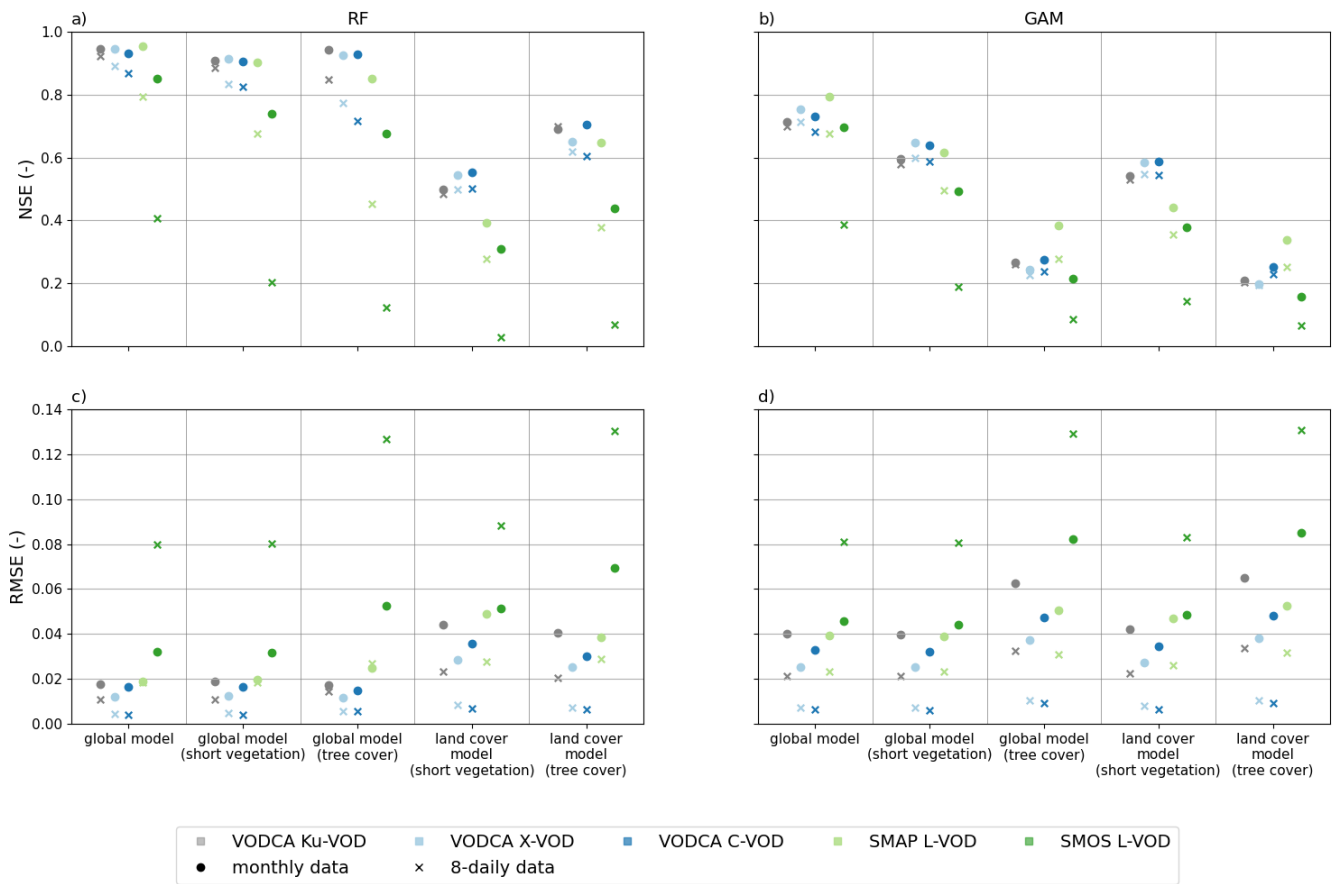 a) RF
b) GAM
NSE (-)
1.0
0.8
0.6
0.4
0.2
0.0
c)
d)
RMSE (-)
0.14
0.12
0.10
0.08
0.06
0.04
0.02
0.00
global model
global model
(short vegetation)
global model
(tree cover)
land cover
model
(short vegetation)
land cover
model
(tree cover)
global model
global model
(short vegetation)
global model
(tree cover)
land cover
model
(short vegetation)
land cover
model
(tree cover)
VODCA Ku-VOD VODCA X-VOD VODCA C-VOD SMAP L-VOD SMOS L-VOD
monthly data 8-daily data